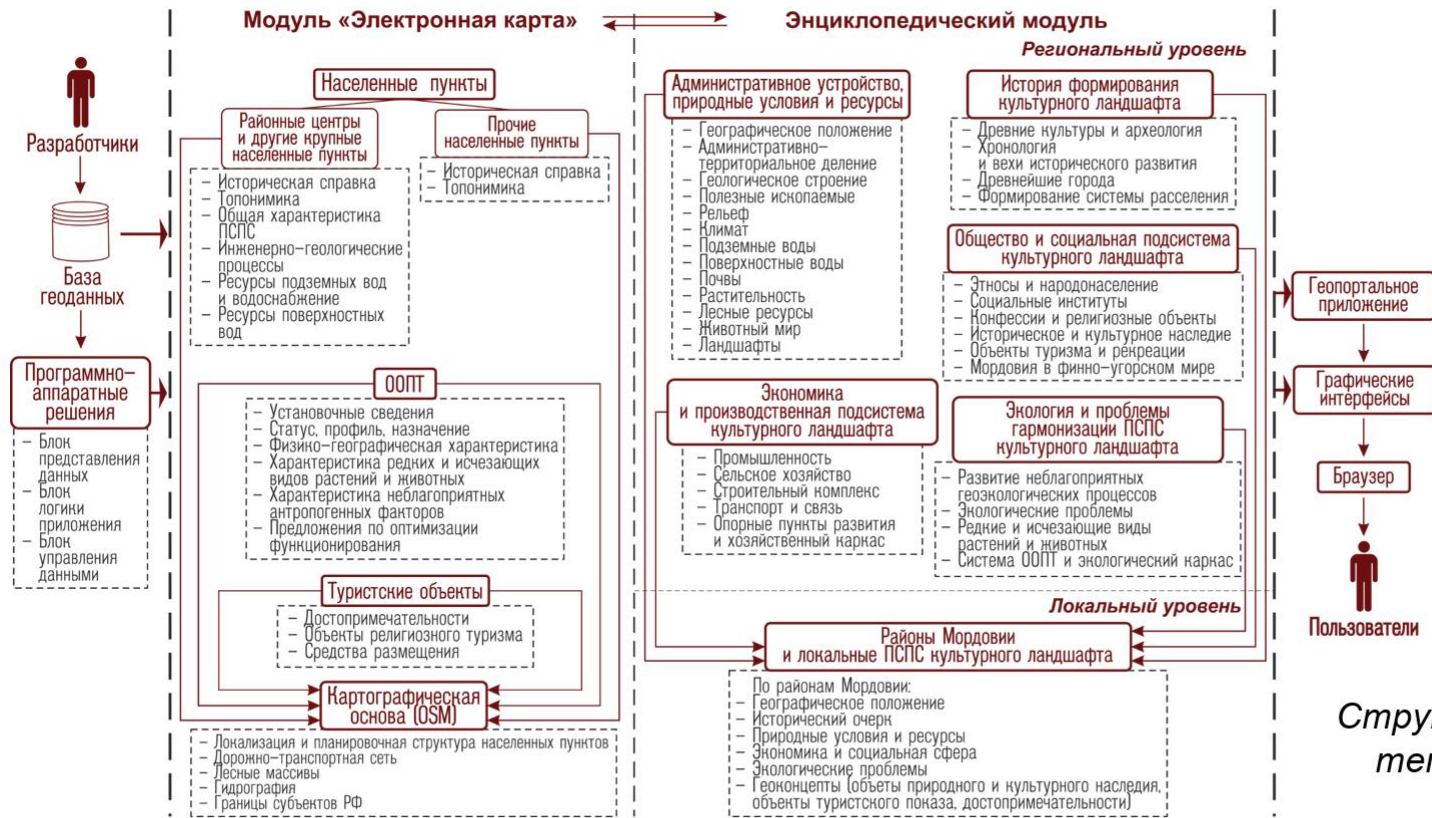 Модуль «Электронная карта»
Энциклопедический модуль
Разработчики
База
геоданных
Программно-
аппаратные
решения
– Блок
представления
данных
– Блок
логики
приложения
– Блок
управления
данными
Населенные пункты
Районные центры
и другие крупные
населенные пункты
– Историческая справка
– Топонимика
– Общая характеристика
ПСПС
– Инженерно-геологические
процессы
– Ресурсы подземных вод
и водоснабжение
– Ресурсы поверхностных
вод
Прочие
населенные пункты
– Историческая справка
– Топонимика
ООПТ
– Установочные сведения
– Статус, профиль, назначение
– Физико-географическая характеристика
– Характеристика редких и исчезающих
видов растений и животных
– Характеристика неблагоприятных
антропогенных факторов
– Предложения по оптимизации
функционирования
Туристские объекты
– Достопримечательности
– Объекты религиозного туризма
– Средства размещения
Картографическая
основа (OSM)
– Локализация и планировочная структура населенных пунктов
– Дорожно-транспортная сеть
– Лесные массивы
– Гидрография
– Границы субъектов РФ
Региональный уровень
Административное устройство,
природные условия и ресурсы
– Географическое положение
– Административно-
территориальное деление
– Геологическое строение
– Полезные ископаемые
– Рельеф
– Климат
– Подземные воды
– Поверхностные воды
– Почвы
– Растительность
– Лесные ресурсы
– Животный мир
– Ландшафты
История формирования
культурного ландшафта
– Древние культуры и археология
– Хронология
и вехи исторического развития
– Древнейшие города
– Формирование системы расселения
Общество и социальная подсистема
культурного ландшафта
– Этносы и народонаселение
– Социальные институты
– Конфессии и религиозные объекты
– Историческое и культурное наследие
– Объекты туризма и рекреации
– Мордовия в финно-угорском мире
Экономика
и производственная подсистема
культурного ландшафта
– Промышленность
– Сельское хозяйство
– Строительный комплекс
– Транспорт и связь
– Опорные пункты развития
и хозяйственный каркас
Экология и проблемы
гармонизации ПСПС
культурного ландшафта
– Развитие неблагоприятных
геоэкологических процессов
– Экологические проблемы
– Редкие и исчезающие виды
растений и животных
– Система ООПТ и экологический каркас
Локальный уровень
Районы Мордовии
и локальные ПСПС культурного ландшафта
По районам Мордовии:
– Географическое положение
– Исторический очерк
– Природные условия и ресурсы
– Экономика и социальная сфера
– Экологические проблемы
– Геоконцепты (объеты природного и культурного наследия,
объекты туристского показа, достопримечательности)
Геопортальное
приложение
Графические
интерфейсы
Браузер
Пользователи
Стру
те